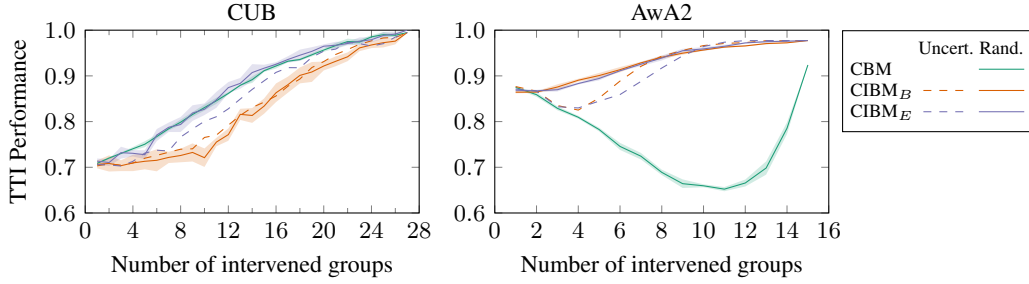 CUB
AwA2
TTI Performance
1.0
0.9
0.8
0.7
0.6
0 4 8 12 16 20 24 28
Number of intervened groups
1.0
0.9
0.8
0.7
0.6
0 2 4 6 8 10 12 14 16
Number of intervened groups
Uncert. Rand.
CBM
CIBM_B
CIBM_E